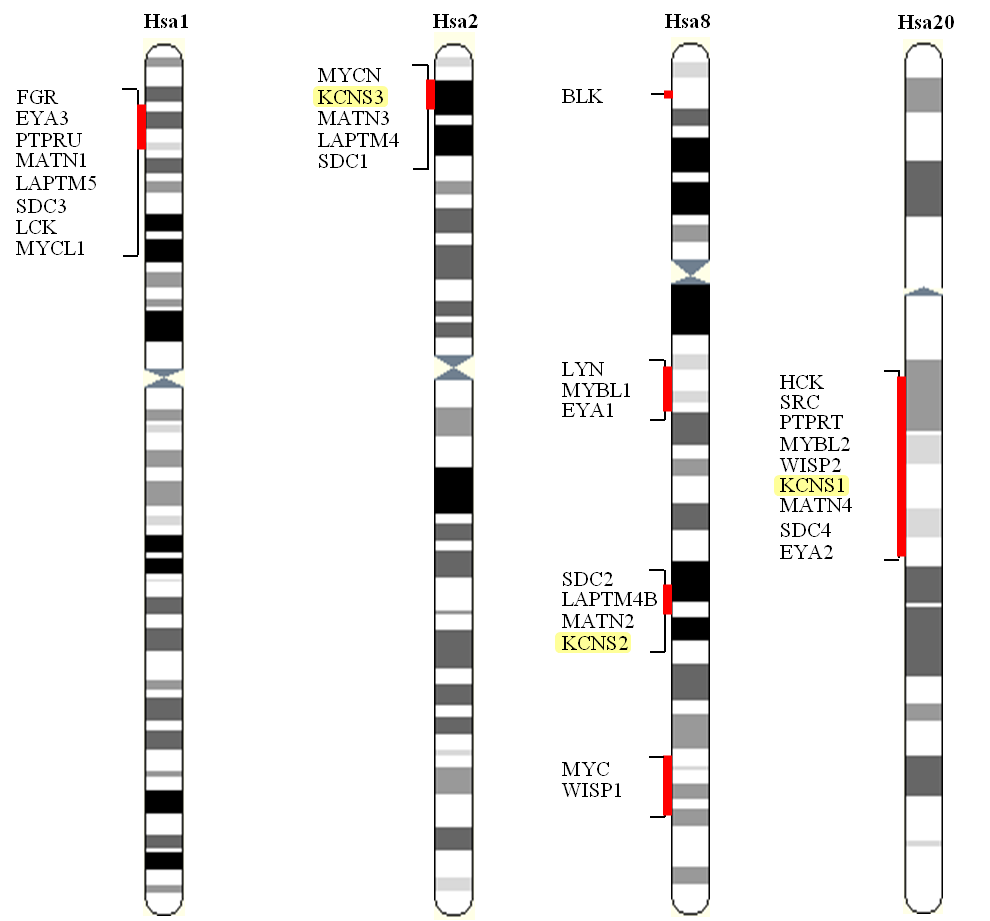 Hsa1
FGR
EYA3
PTPRU
MATN1
LAPTM5
SDC3
LCK
MYCL1
Hsa2
MYCN
KCNS3
MATN3
LAPTM4
SDC1
Hsa8
BLK
LYN
MYBL1
EYA1
SDC2
LAPTM4B
MATN2
KCNS2
MYC
WISP1
Hsa20
HCK
SRC
PTPRT
MYBL2
WISP2
KCNS1
MATN4
SDC4
EYA2